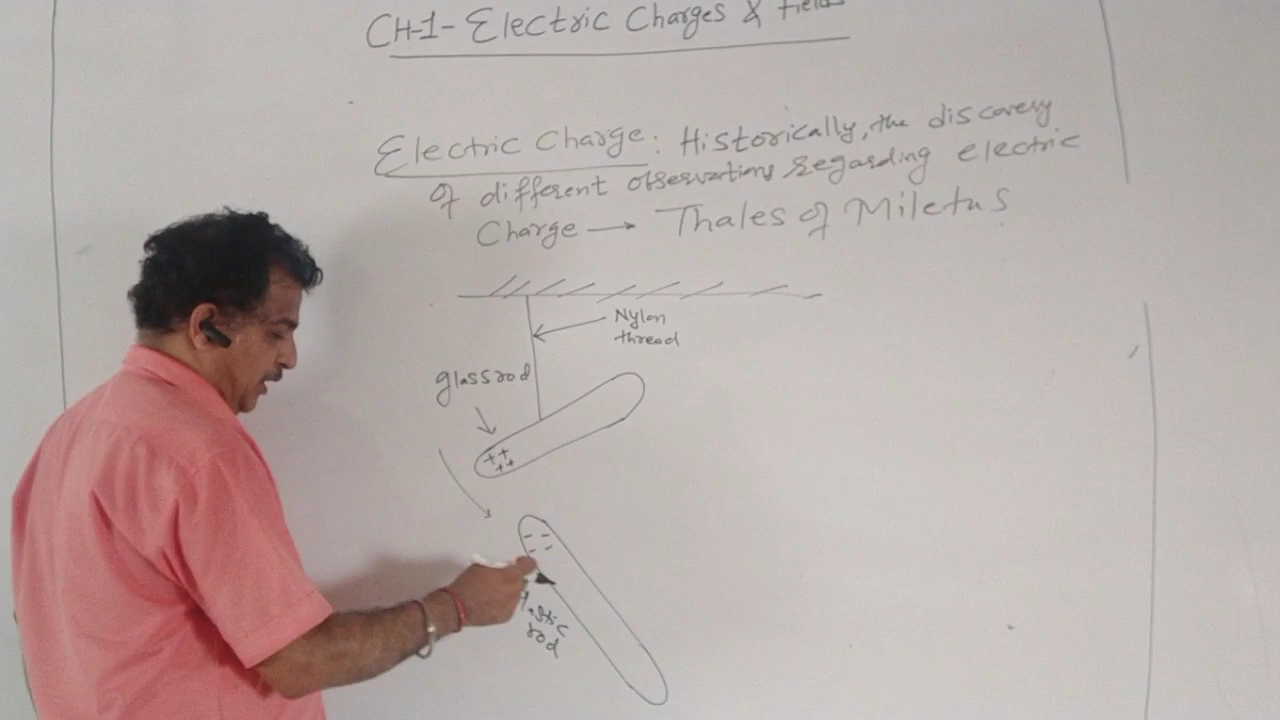 CH-1- Electric Charges & Fields
Electric Charge: Historically, the discovery
of different observations regarding electric
Charge → Thales of Miletus
Nylon
thread
glass rod
++
++
- -
- -
rod